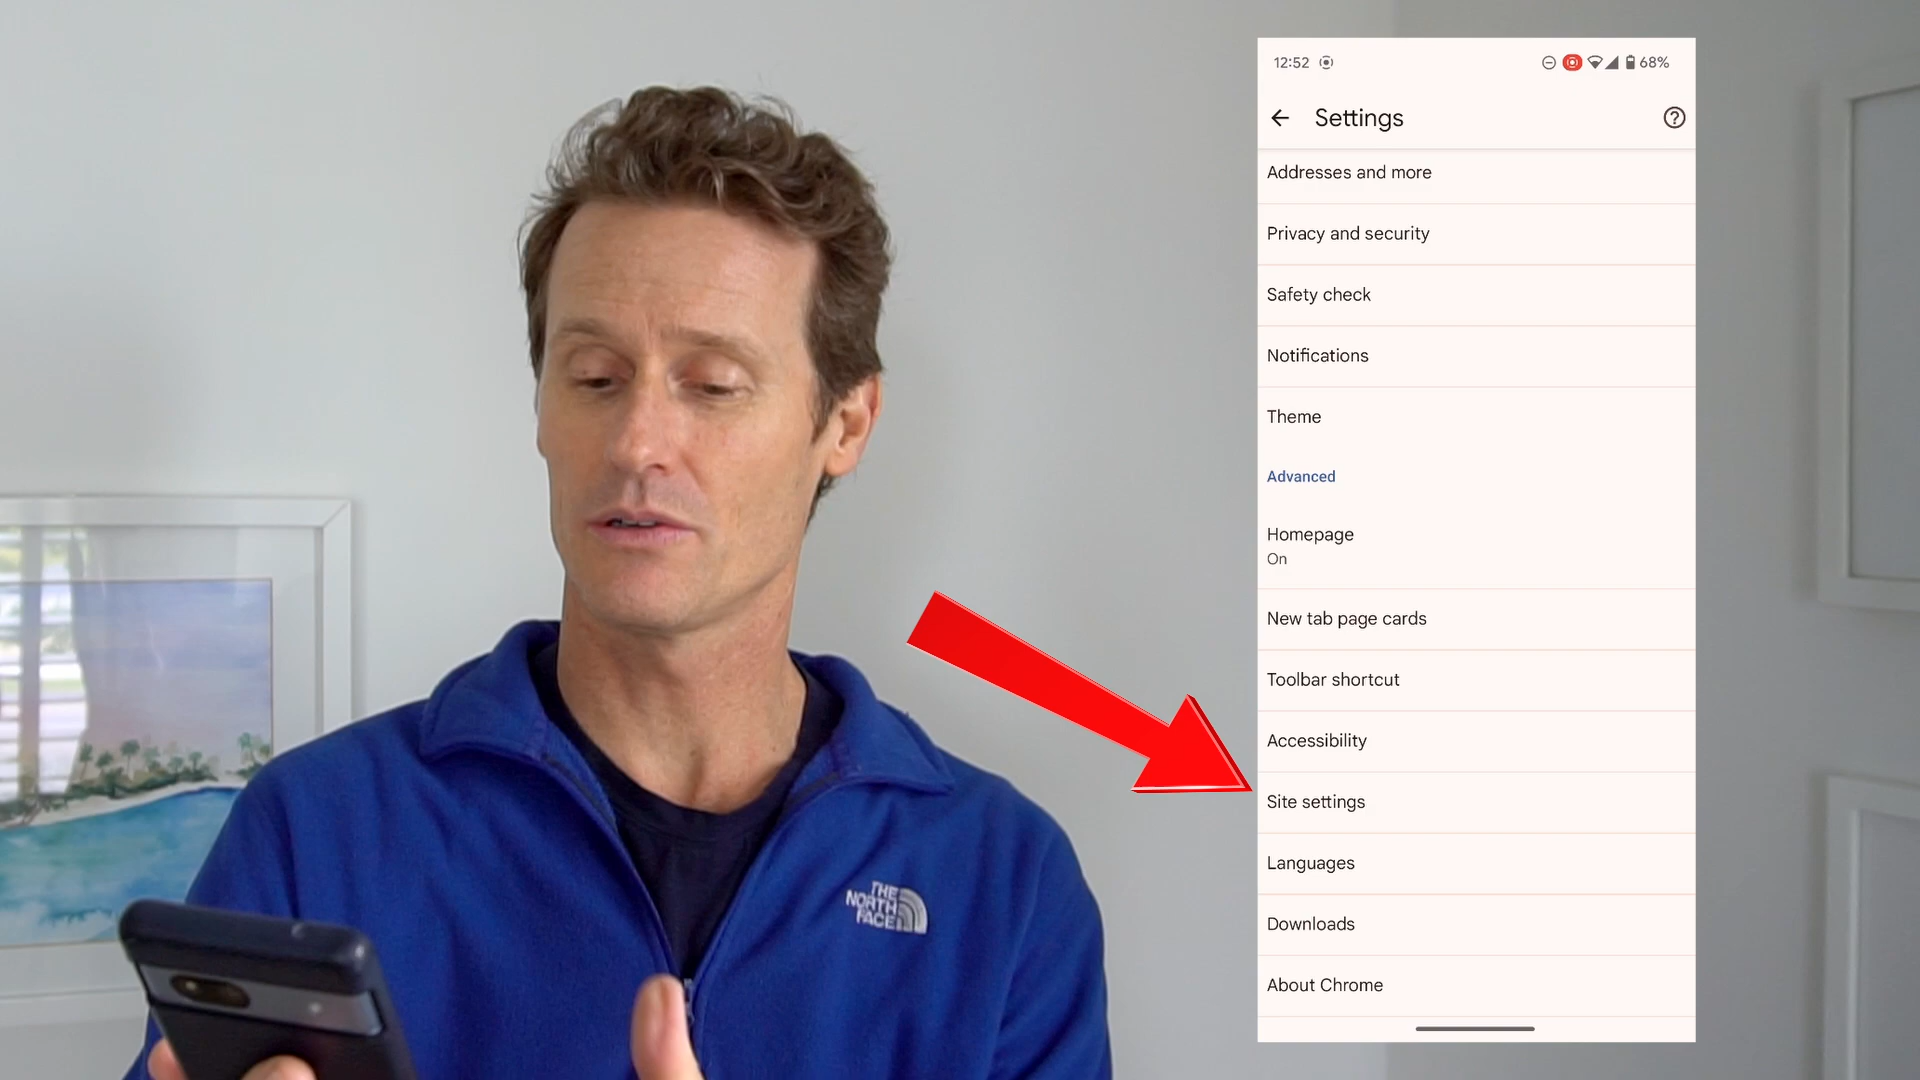 12:52
68%
Settings
Addresses and more
Privacy and security
Safety check
Notifications
Theme
Advanced
Homepage
On
New tab page cards
Toolbar shortcut
Accessibility
Site settings
Languages
Downloads
About Chrome
THE
NORTH
FACE